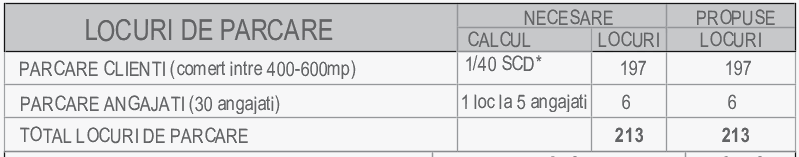 LOCURI DE PARCARE NECESARE PROPUSE
CALCUL LOCURI LOCURI
PARCARE CLIENTI (comert intre 400-600mp) 1/40 SCD* 197 197
PARCARE ANGAJATI (30 angajati) 1 loc la 5 angajati 6 6
TOTAL LOCURI DE PARCARE 213 213